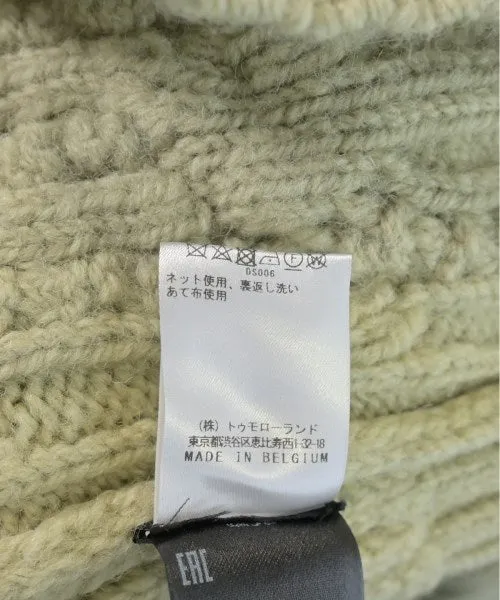 DS006
ネット使用、裏返し洗い
あて布使用
(株) トゥモローランド
東京都渋谷区恵比寿西1-32-18
MADE IN BELGIUM
EAC